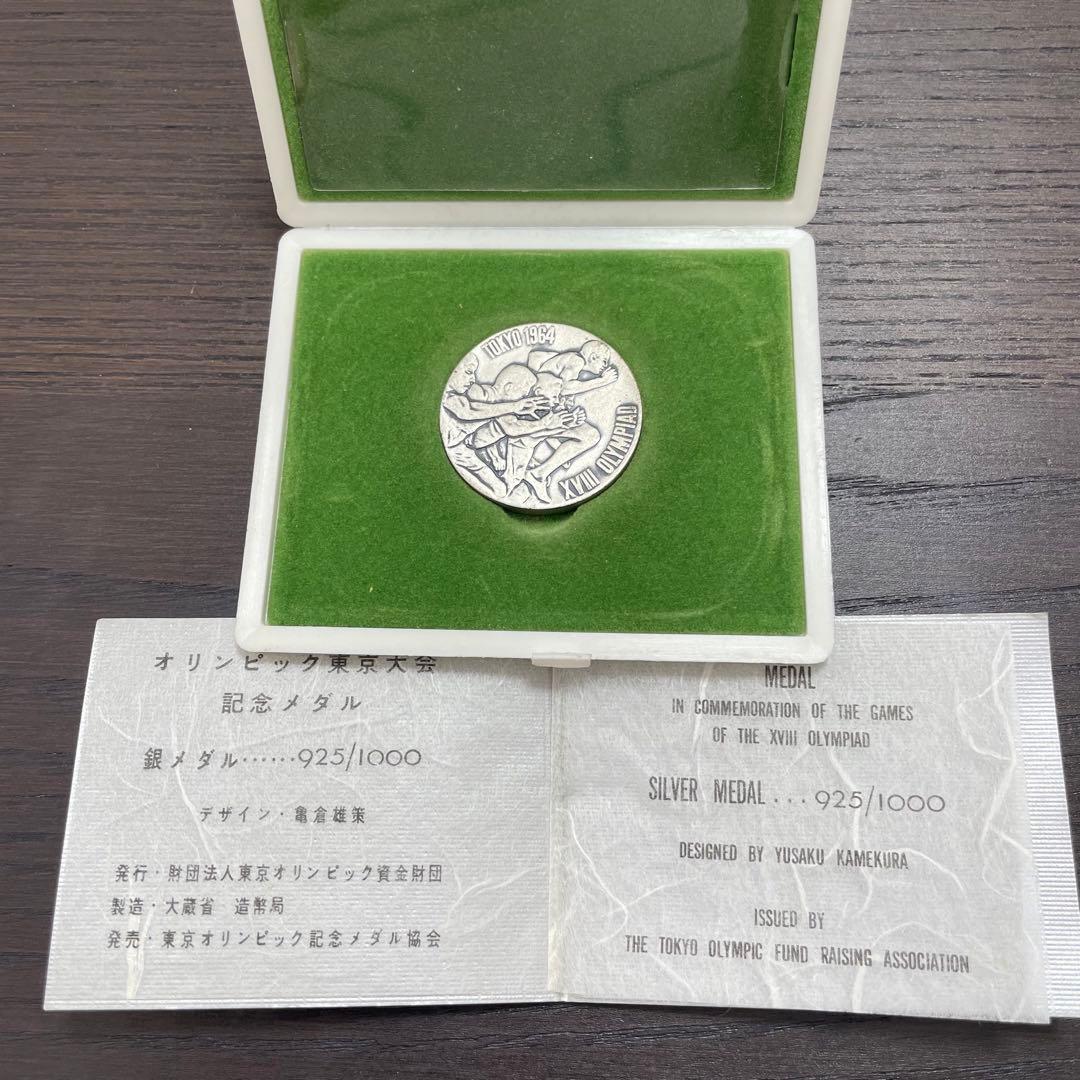 TOKYO 1964
XVIII OLYMPIAD
オリンピック東京大会
記念メダル
銀メダル……925/1000
デザイン・亀倉雄策
発行・財団法人東京オリンピック資金財団
製造・大蔵省 造幣局
発売・東京オリンピック記念メダル協会
MEDAL
IN COMMEMORATION OF THE GAMES
OF THE XVIII OLYMPIAD
SILVER MEDAL...925/1000
DESIGNED BY YUSAKU KAMEKURA
ISSUED BY
THE TOKYO OLYMPIC FUND RAISING ASSOCIATION